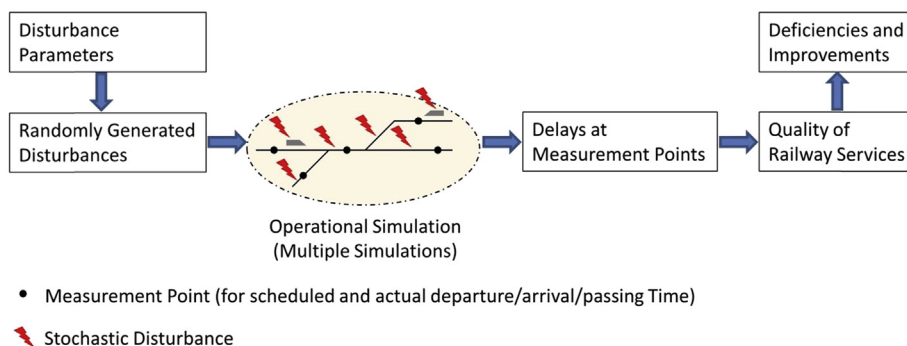 Disturbance
Parameters
Randomly Generated
Disturbances
Operational Simulation
(Multiple Simulations)
Delays at
Measurement Points
Deficiencies and
Improvements
Quality of
Railway Services
• Measurement Point (for scheduled and actual departure/arrival/passing Time)
Stochastic Disturbance